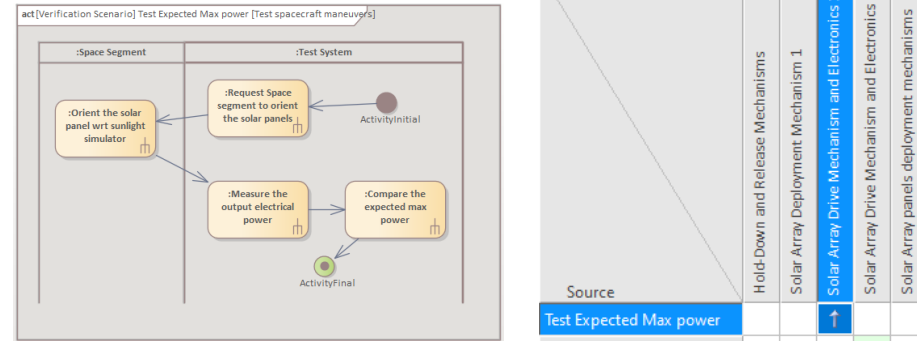 act [Verification Scenario] Test Expected Max power [Test spacecraft maneuvers]
:Space Segment
:Test System
:Request Space
segment to orient
the solar panels
ActivityInitial
:Orient the solar
panel wrt sunlight
simulator
:Measure the
output electrical
power
:Compare the
expected max
power
ActivityFinal
Hold-Down and Release Mechanisms
Solar Array Deployment Mechanism 1
Solar Array Drive Mechanism and Electronics
Solar Array Drive Mechanism and Electronics
Solar Array panels deployment mechanisms
Source
Test Expected Max power